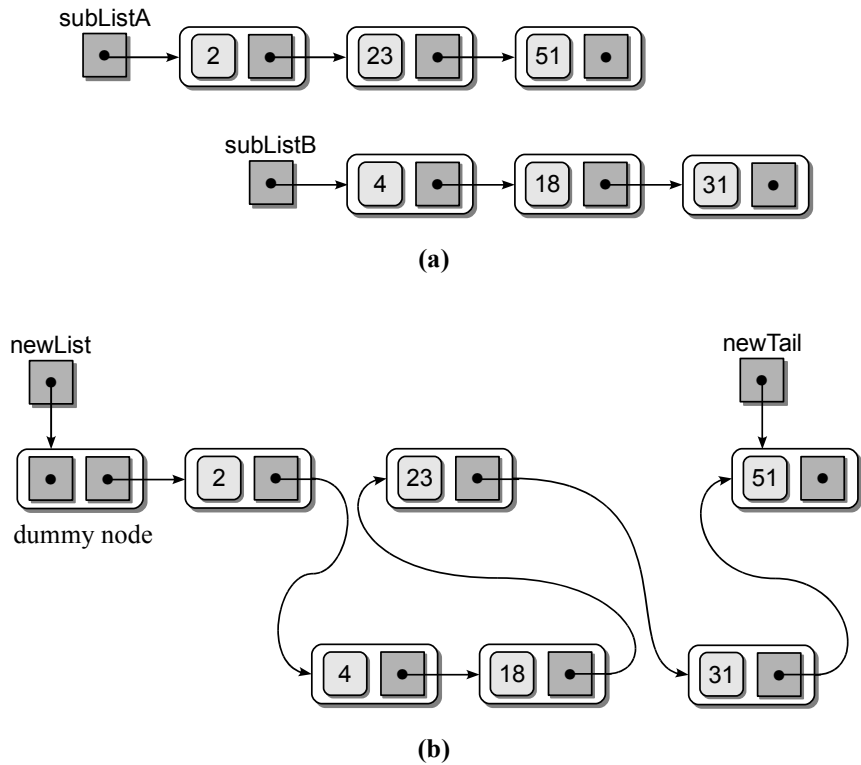 subListA
2 23 51
subListB
4 18 31
(a)
newList newTail
2 23 51
dummy node
4 18 31
(b)